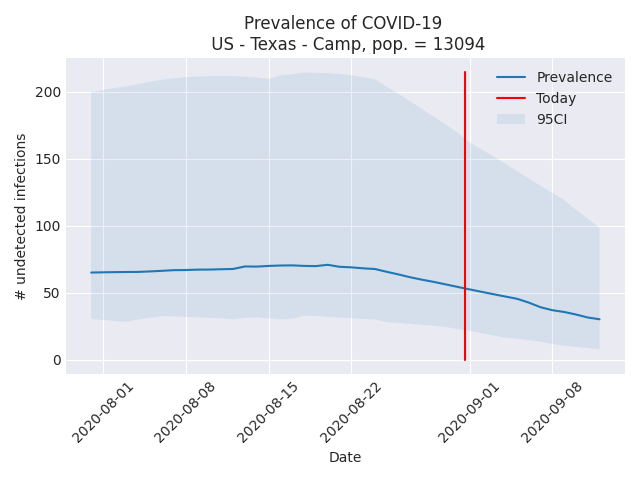 Prevalence of COVID-19
US - Texas - Camp, pop. = 13094
Prevalence
Today
95CI
# undetected infections
200
150
100
50
0
2020-08-01
2020-08-08
2020-08-15
2020-08-22
2020-09-01
2020-09-08
Date